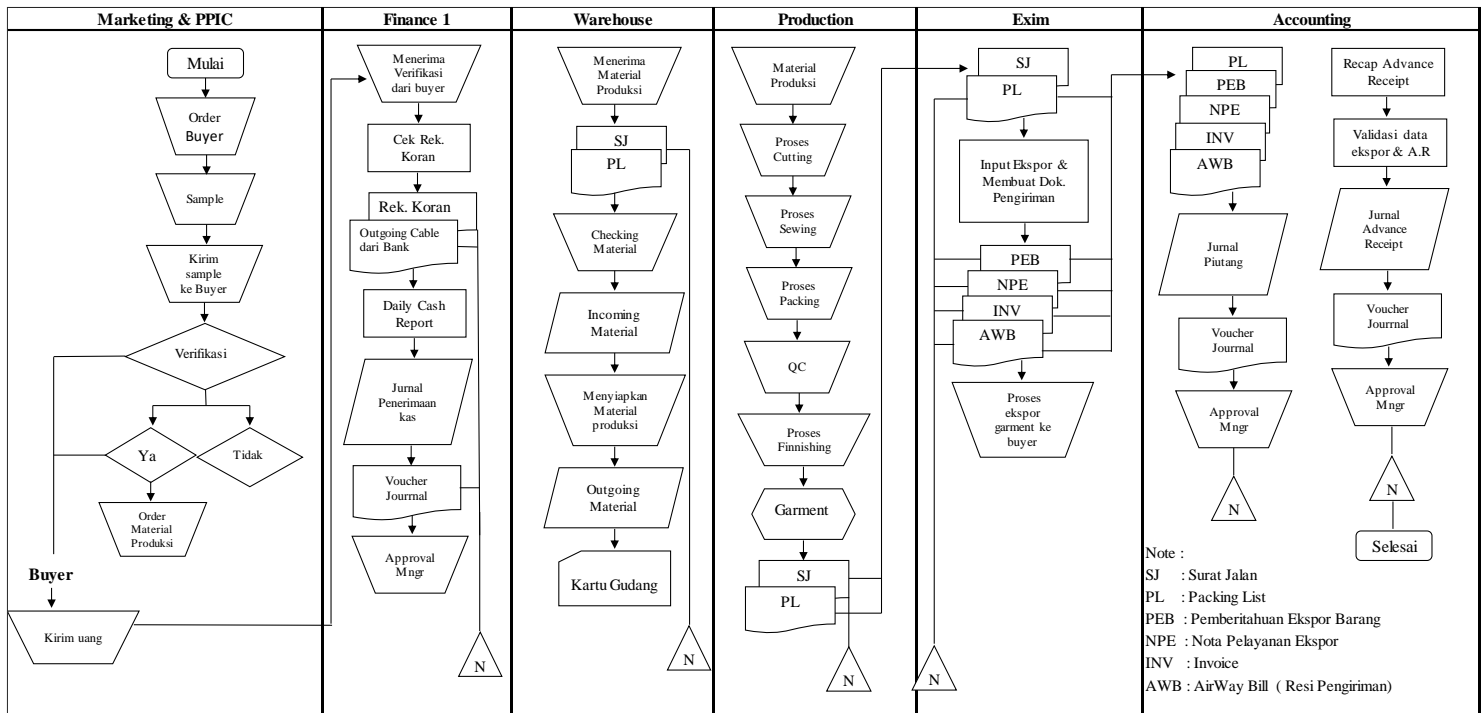 Marketing & PPIC
Mulai
Order
Buyer
Sample
Kirim
sample
ke Buyer
Verifikasi
Ya
Tidak
Order
Material
Produksi
Buyer
Kirim uang
Finance 1
Menerima
Verifikasi
dari buyer
Cek Rek.
Koran
Rek. Koran
Outgoing Cable
dari Bank
Daily Cash
Report
Jurnal
Penerimaan
kas
Voucher
Journal
Approval
Mngr
N
Warehouse
Menerima
Material
Produksi
SJ
PL
Checking
Material
Incoming
Material
Menyiapkan
Material
produksi
Outgoing
Material
Kartu Gudang
N
Production
Material
Produksi
Proses
Cutting
Proses
Sewing
Proses
Packing
QC
Proses
Finnishing
Garment
SJ
PL
N
Exim
SJ
PL
Input Ekspor &
Membuat Dok.
Pengiriman
PEB
NPE
INV
AWB
Proses
ekspor
garment ke
buyer
N
Accounting
PL
PEB
NPE
INV
AWB
Jurnal
Piutang
Voucher
Jouurnal
Approval
Mngr
N
Recap Advance
Receipt
Validasi data
ekspor & A.R
Jurnal
Advance
Receipt
Voucher
Jouurnal
Approval
Mngr
N
Selesai
Note :
SJ : Surat Jalan
PL : Packing List
PEB : Pemberitahuan Ekspor Barang
NPE : Nota Pelayanan Ekspor
INV : Invoice
AWB : AirWay Bill ( Resi Pengiriman)